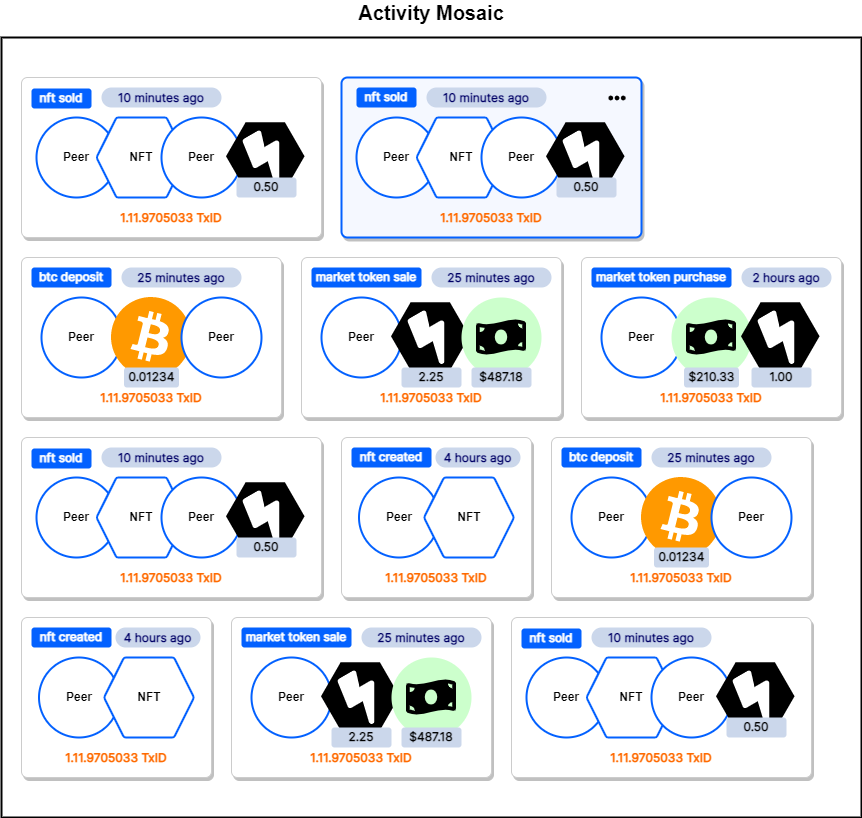 Activity Mosaic
nft sold 10 minutes ago
Peer NFT Peer
0.50
1.11.9705033 TxID
nft sold 10 minutes ago
Peer NFT Peer
0.50
1.11.9705033 TxID
btc deposit 25 minutes ago
Peer Peer
0.01234
1.11.9705033 TxID
market token sale 25 minutes ago
Peer
2.25 $487.18
1.11.9705033 TxID
market token purchase 2 hours ago
Peer
$210.33 1.00
1.11.9705033 TxID
nft sold 10 minutes ago
Peer NFT Peer
0.50
1.11.9705033 TxID
nft created 4 hours ago
Peer NFT
1.11.9705033 TxID
btc deposit 25 minutes ago
Peer Peer
0.01234
1.11.9705033 TxID
nft created 4 hours ago
Peer NFT
1.11.9705033 TxID
market token sale 25 minutes ago
Peer
2.25 $487.18
1.11.9705033 TxID
nft sold 10 minutes ago
Peer NFT Peer
0.50
1.11.9705033 TxID